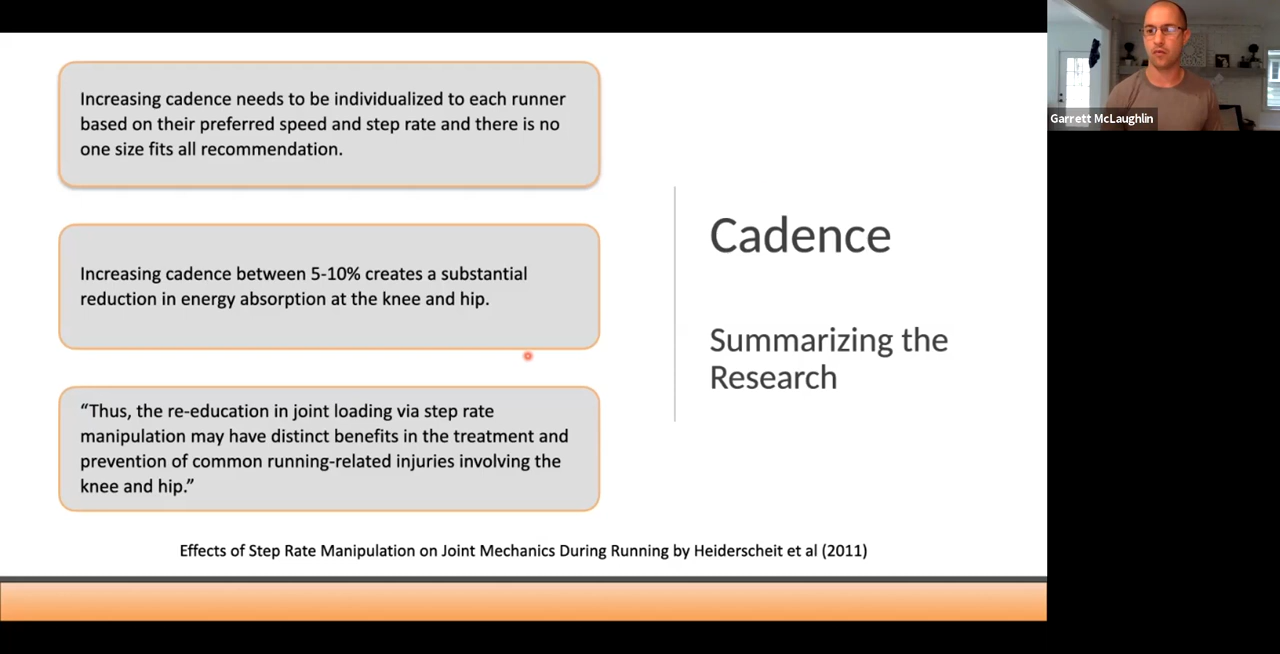 Increasing cadence needs to be individualized to each runner
based on their preferred speed and step rate and there is no
one size fits all recommendation.
Increasing cadence between 5-10% creates a substantial
reduction in energy absorption at the knee and hip.
“Thus, the re-education in joint loading via step rate
manipulation may have distinct benefits in the treatment and
prevention of common running-related injuries involving the
knee and hip.”
Cadence
Summarizing the
Research
Effects of Step Rate Manipulation on Joint Mechanics During Running by Heiderscheit et al (2011)
Garrett McLaughlin